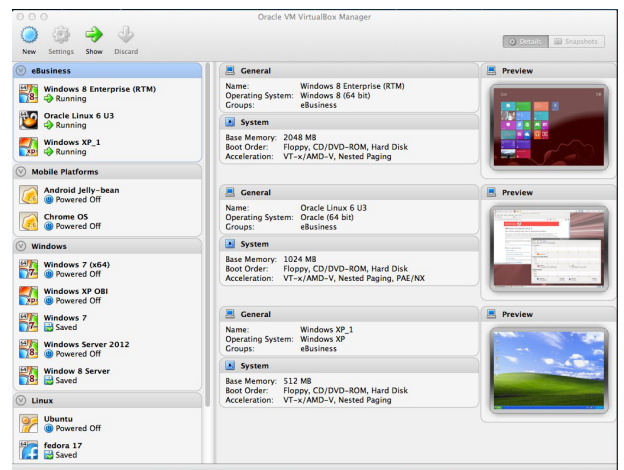 Oracle VM VirtualBox Manager
New Settings Show Discard
Details Snapshots
eBusiness
Windows 8 Enterprise (RTM)
Running
Oracle Linux 6 U3
Running
Windows XP_1
Running
Mobile Platforms
Android Jelly-bean
Powered Off
Chrome OS
Powered Off
Windows
Windows 7 (x64)
Powered Off
Windows XP OBI
Powered Off
Windows 7
Saved
Windows Server 2012
Powered Off
Window 8 Server
Saved
Linux
Ubuntu
Powered Off
fedora 17
Saved
General
Name: Windows 8 Enterprise (RTM)
Operating System: Windows 8 (64 bit)
Groups: eBusiness
System
Base Memory: 2048 MB
Boot Order: Floppy, CD/DVD-ROM, Hard Disk
Acceleration: VT-x/AMD-V, Nested Paging
Preview
General
Name: Oracle Linux 6 U3
Operating System: Oracle (64 bit)
Groups: eBusiness
System
Base Memory: 1024 MB
Boot Order: Floppy, CD/DVD-ROM, Hard Disk
Acceleration: VT-x/AMD-V, Nested Paging, PAE/NX
Preview
General
Name: Windows XP_1
Operating System: Windows XP
Groups: eBusiness
System
Base Memory: 512 MB
Boot Order: Floppy, CD/DVD-ROM, Hard Disk
Acceleration: VT-x/AMD-V, Nested Paging
Preview